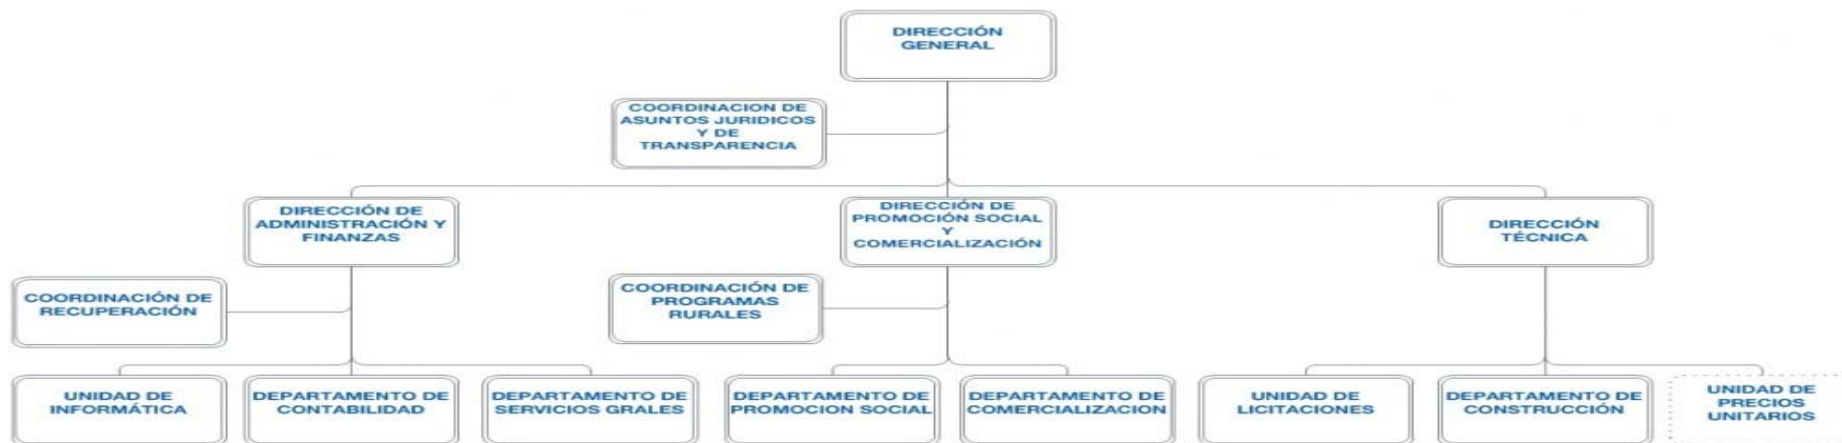 DIRECCIÓN
GENERAL
COORDINACION DE
ASUNTOS JURIDICOS
Y DE
TRANSPARENCIA
DIRECCIÓN DE
ADMINISTRACIÓN Y
FINANZAS
DIRECCIÓN DE
PROMOCIÓN SOCIAL
Y
COMERCIALIZACIÓN
DIRECCIÓN
TÉCNICA
COORDINACIÓN DE
RECUPERACIÓN
COORDINACIÓN DE
PROGRAMAS
RURALES
UNIDAD DE
INFORMÁTICA
DEPARTAMENTO DE
CONTABILIDAD
DEPARTAMENTO DE
SERVICIOS GRALES
DEPARTAMENTO DE
PROMOCION SOCIAL
DEPARTAMENTO DE
COMERCIALIZACION
UNIDAD DE
LICITACIONES
DEPARTAMENTO DE
CONSTRUCCIÓN
UNIDAD DE
PRECIOS
UNITARIOS